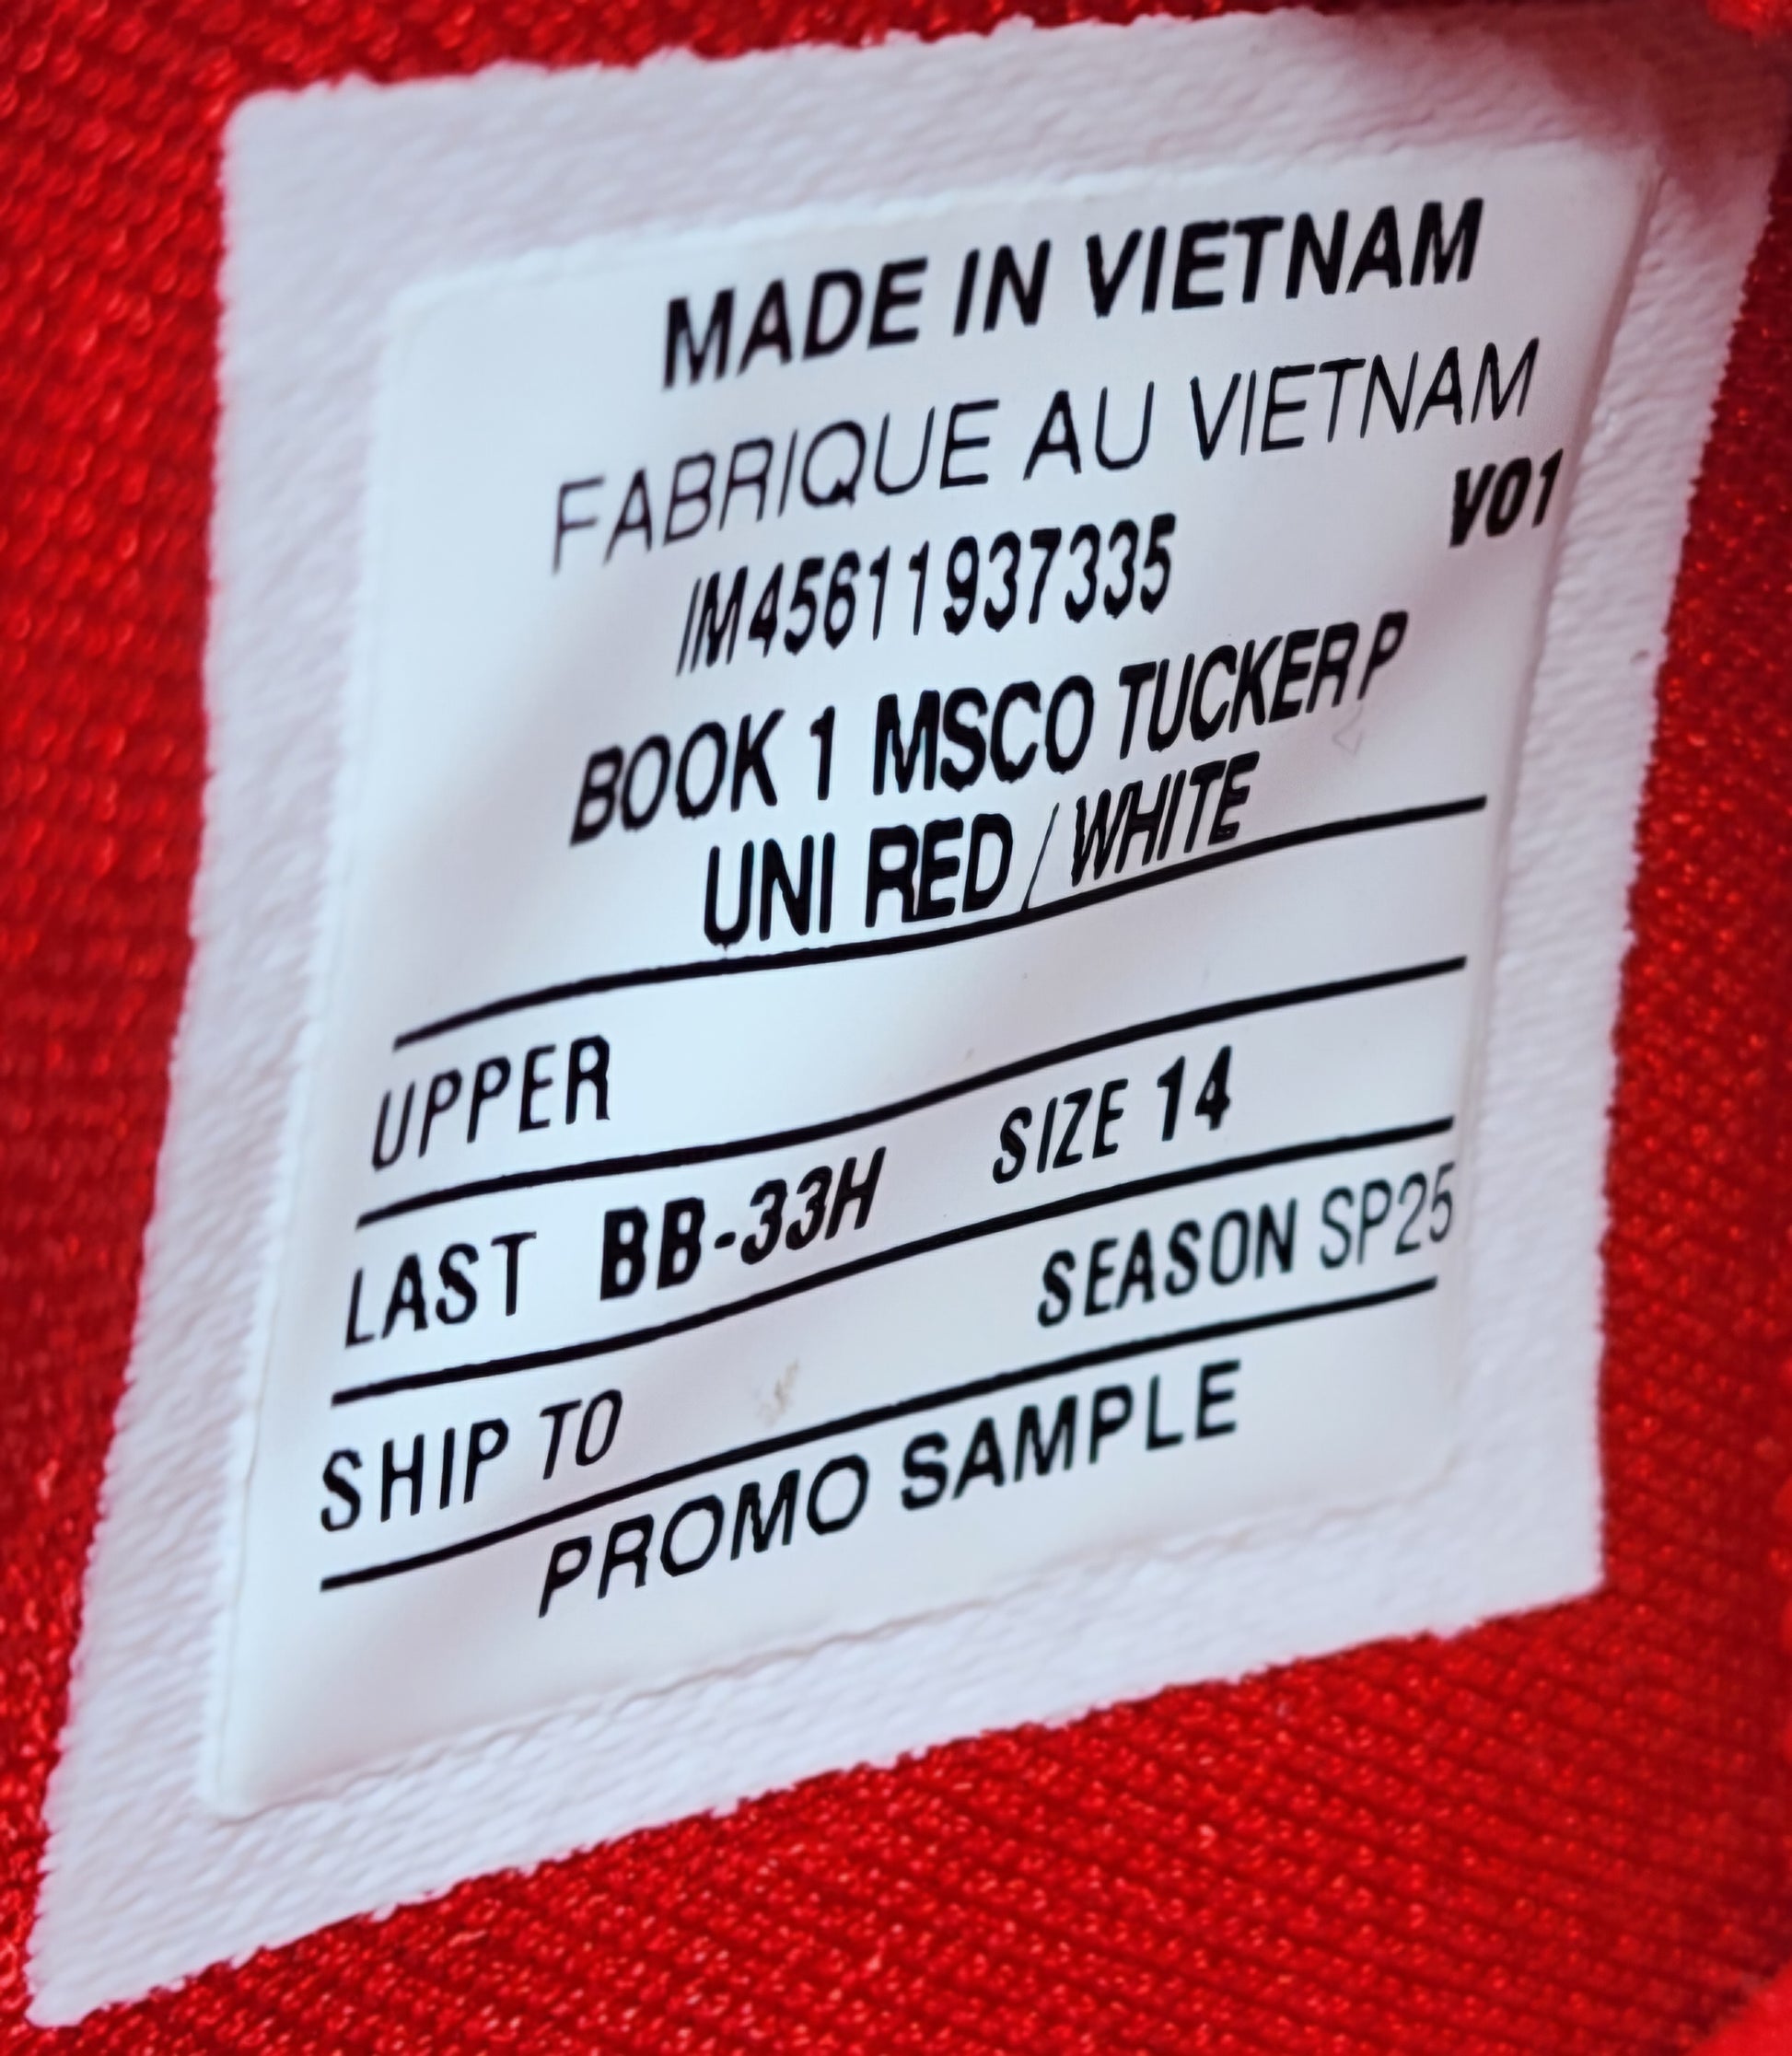 MADE IN VIETNAM
FABRIQUE AU VIETNAM
V01
IM45611937335
BOOK 1 MSCO TUCKER P
UNI RED / WHITE
UPPER
LAST BB-33H SIZE 14
SHIP TO SEASON SP25
PROMO SAMPLE